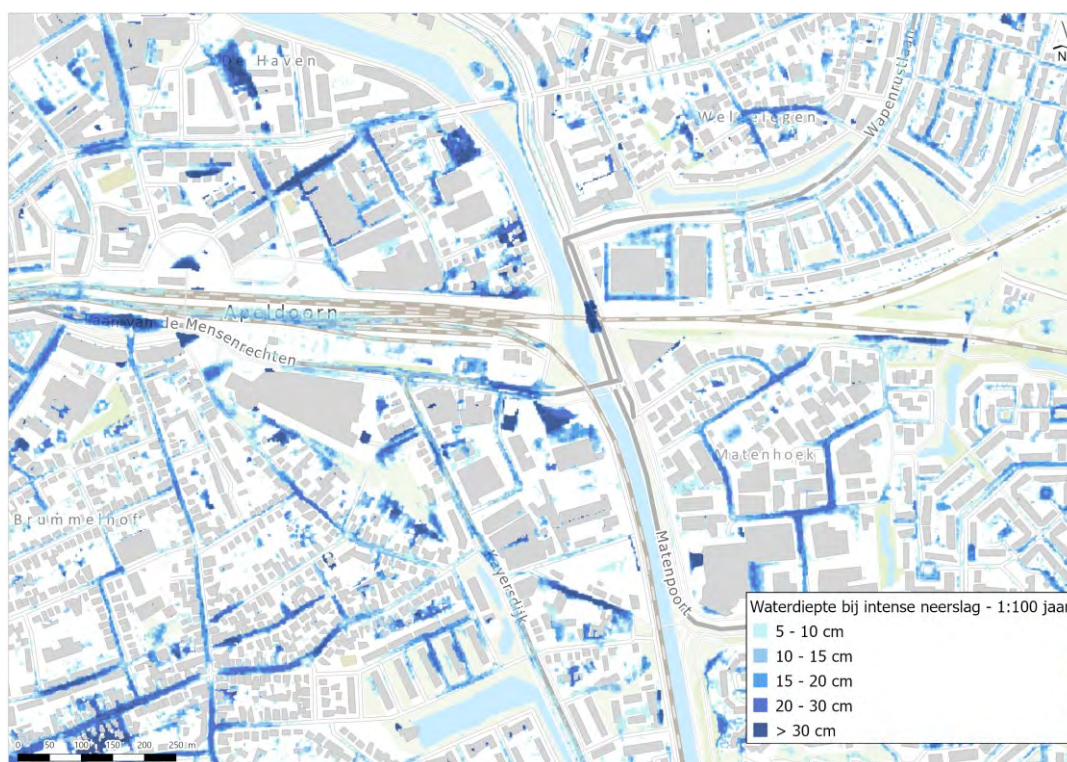 De Haven
Welgelegen
Wapenrustlaan
N
Apeldoorn
Laan van de Mensenrechten
Matenhoek
Brummelhof
Kayersdijk
Matenpoort
Waterdiepte bij intense neerslag - 1:100 jaar
5 - 10 cm
10 - 15 cm
15 - 20 cm
20 - 30 cm
> 30 cm
0 50 100 150 200 250 m